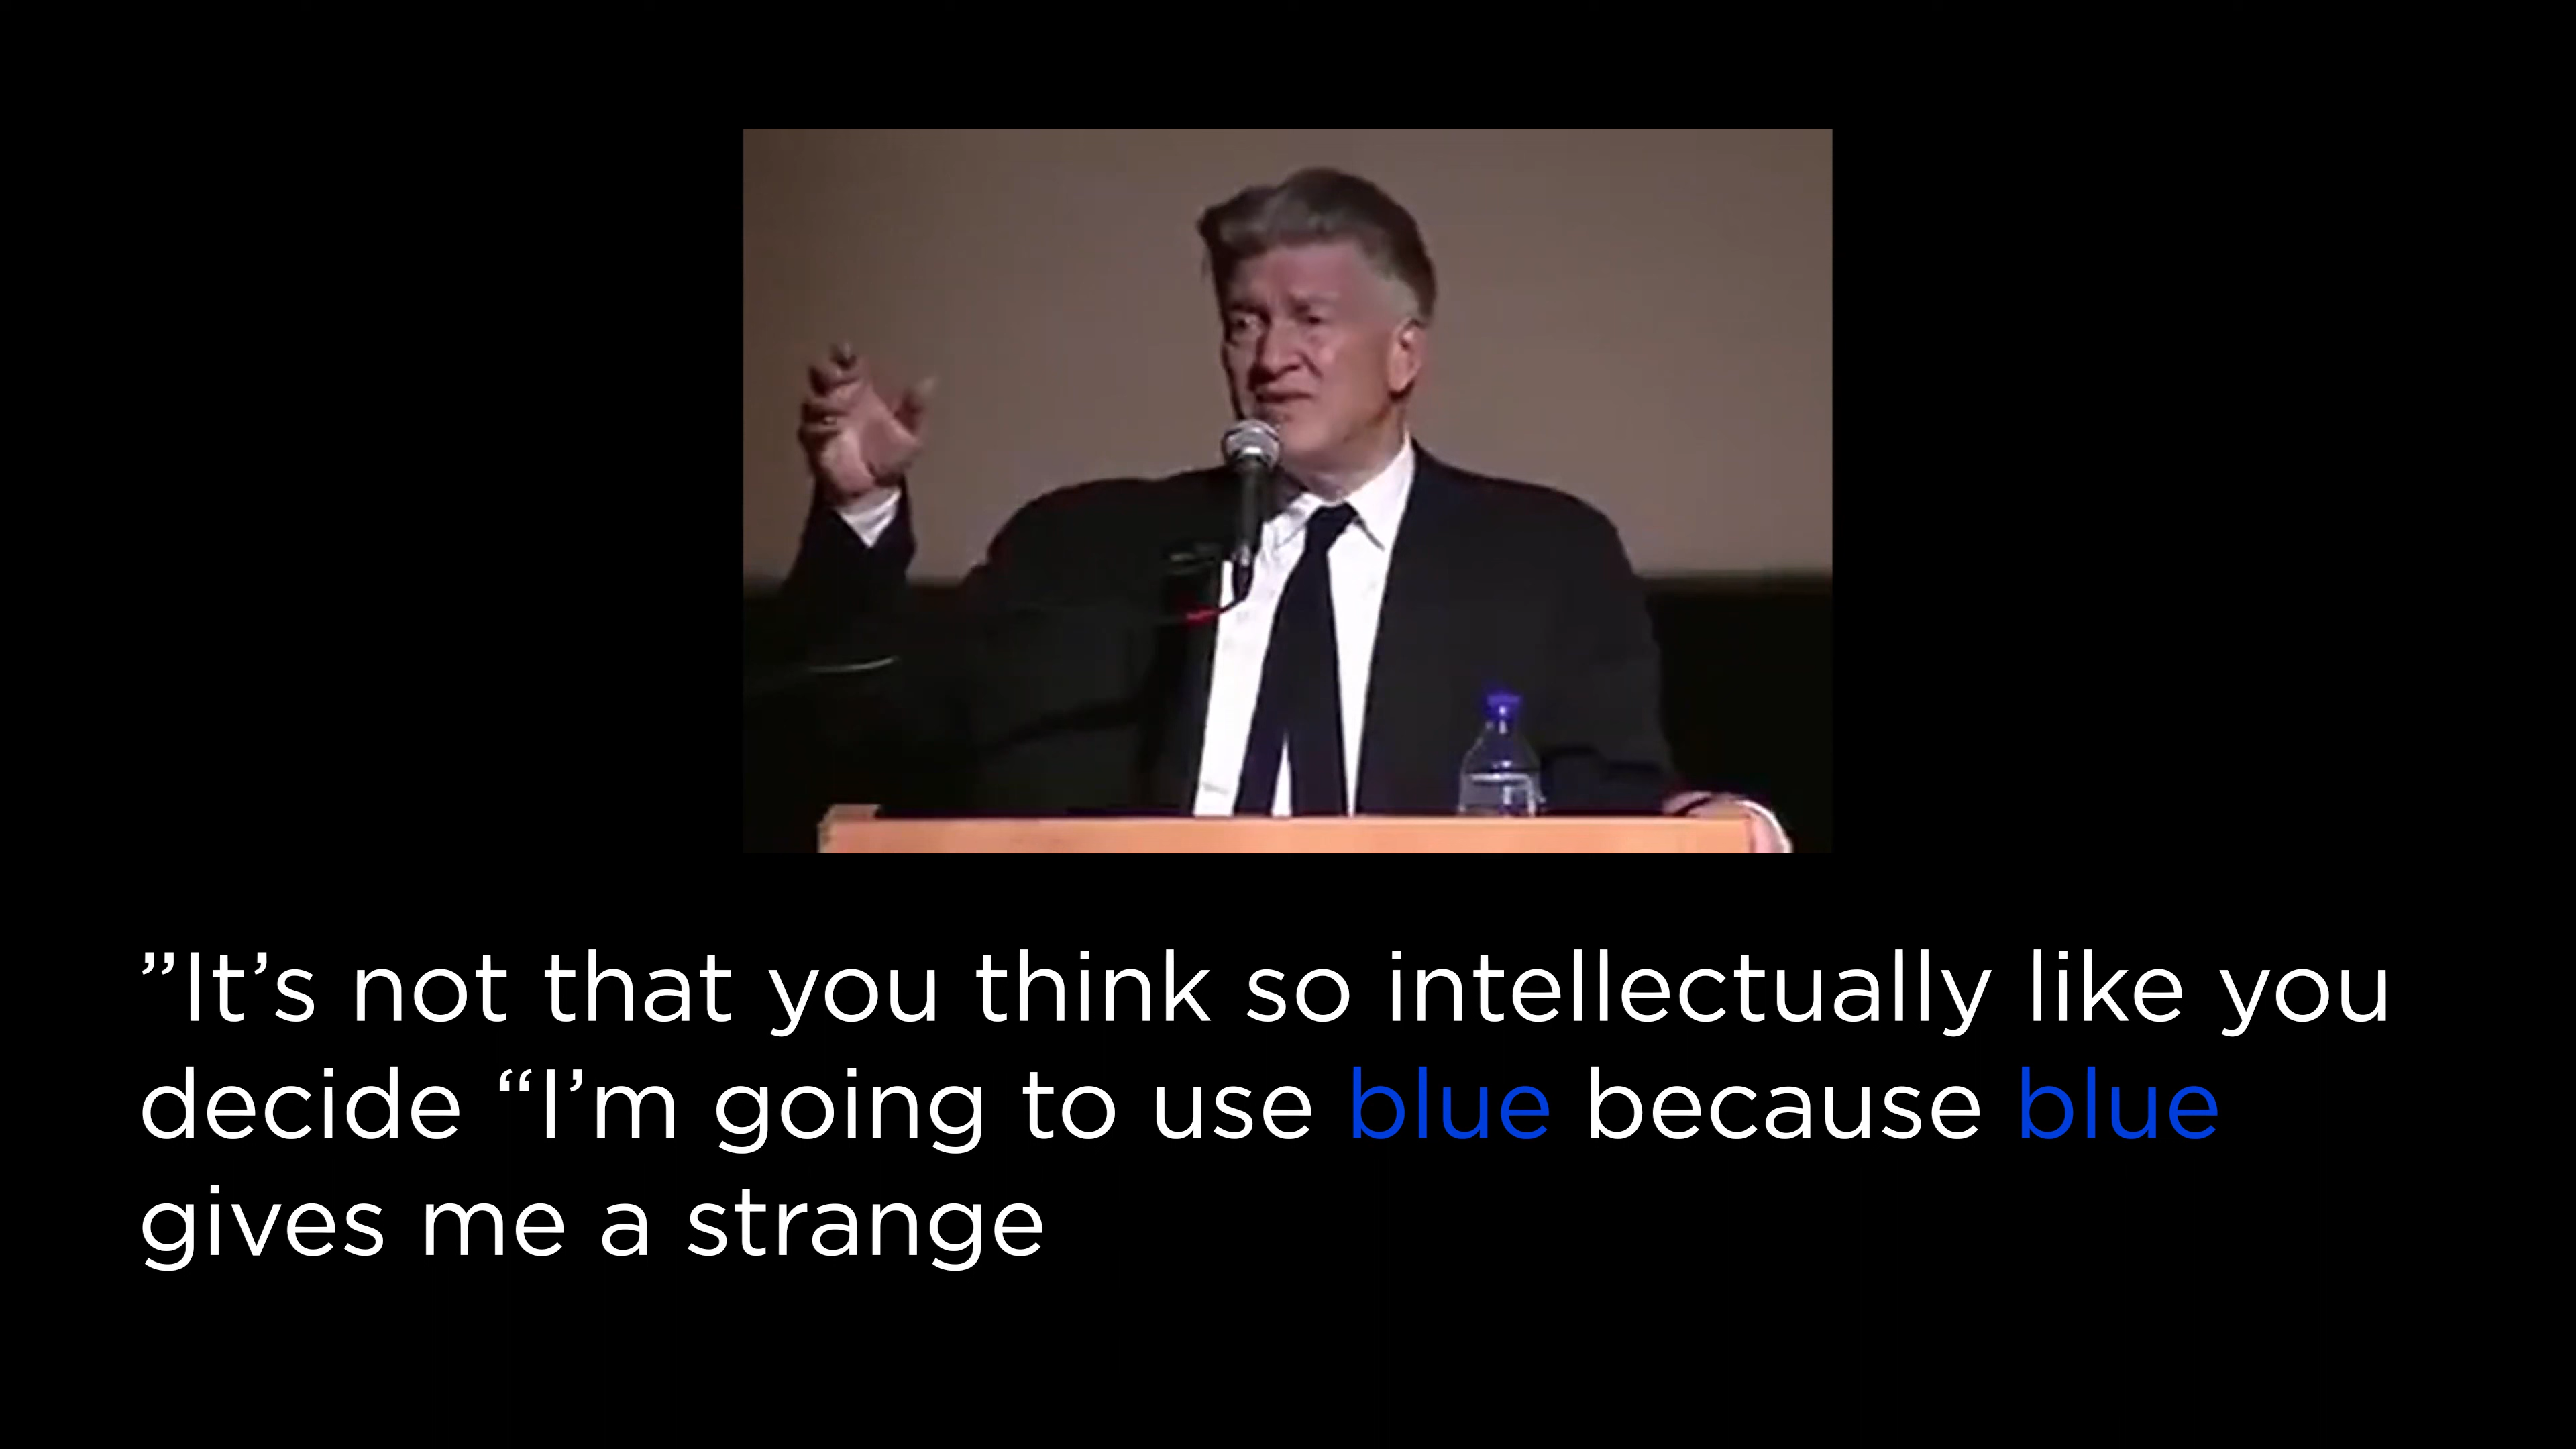 ”It’s not that you think so intellectually like you
decide “I’m going to use blue because blue
gives me a strange